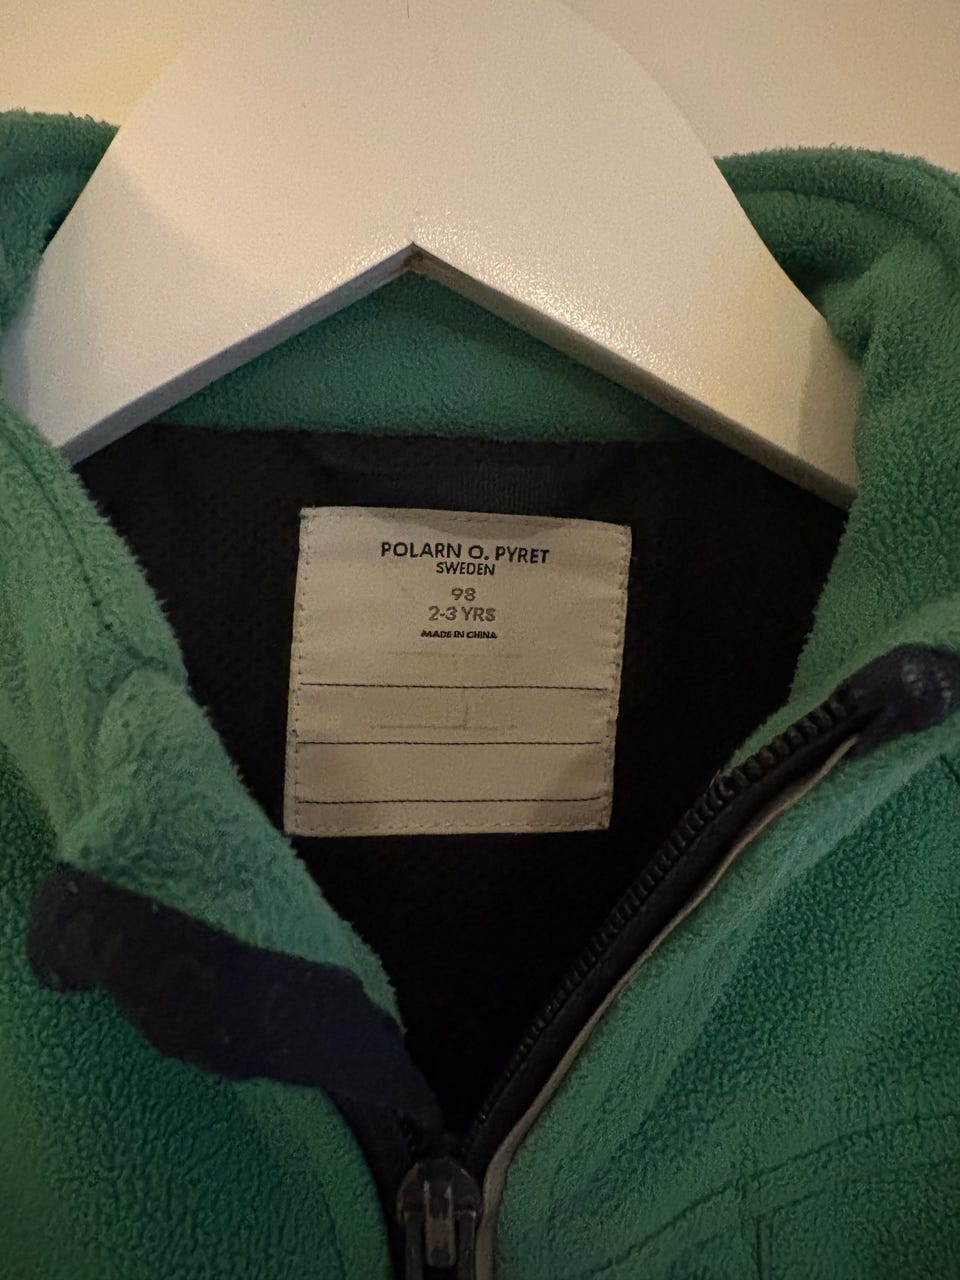 POLARN O. PYRET
SWEDEN
98
2-3 YRS
MADE IN CHINA